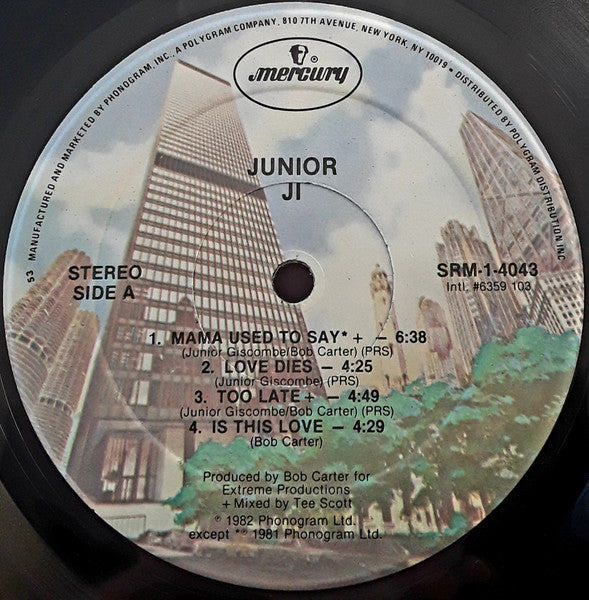 53 MANUFACTURED AND MARKETED BY PHONOGRAM, INC., A POLYGRAM COMPANY, 810 7TH AVENUE, NEW YORK, NY 10019 • DISTRIBUTED BY POLYGRAM DISTRIBUTION INC
mercury®
JUNIOR
JI
STEREO
SIDE A
SRM-1-4043
Intl. #6359 103
1. MAMA USED TO SAY* + – 6:38
(Junior Giscombe/Bob Carter) (PRS)
2. LOVE DIES – 4:25
(Junior Giscombe) (PRS)
3. TOO LATE + – 4:49
(Junior Giscombe/Bob Carter) (PRS)
4. IS THIS LOVE – 4:29
(Bob Carter)
Produced by Bob Carter for
Extreme Productions
+ Mixed by Tee Scott
℗ 1982 Phonogram Ltd.
except *℗ 1981 Phonogram Ltd.